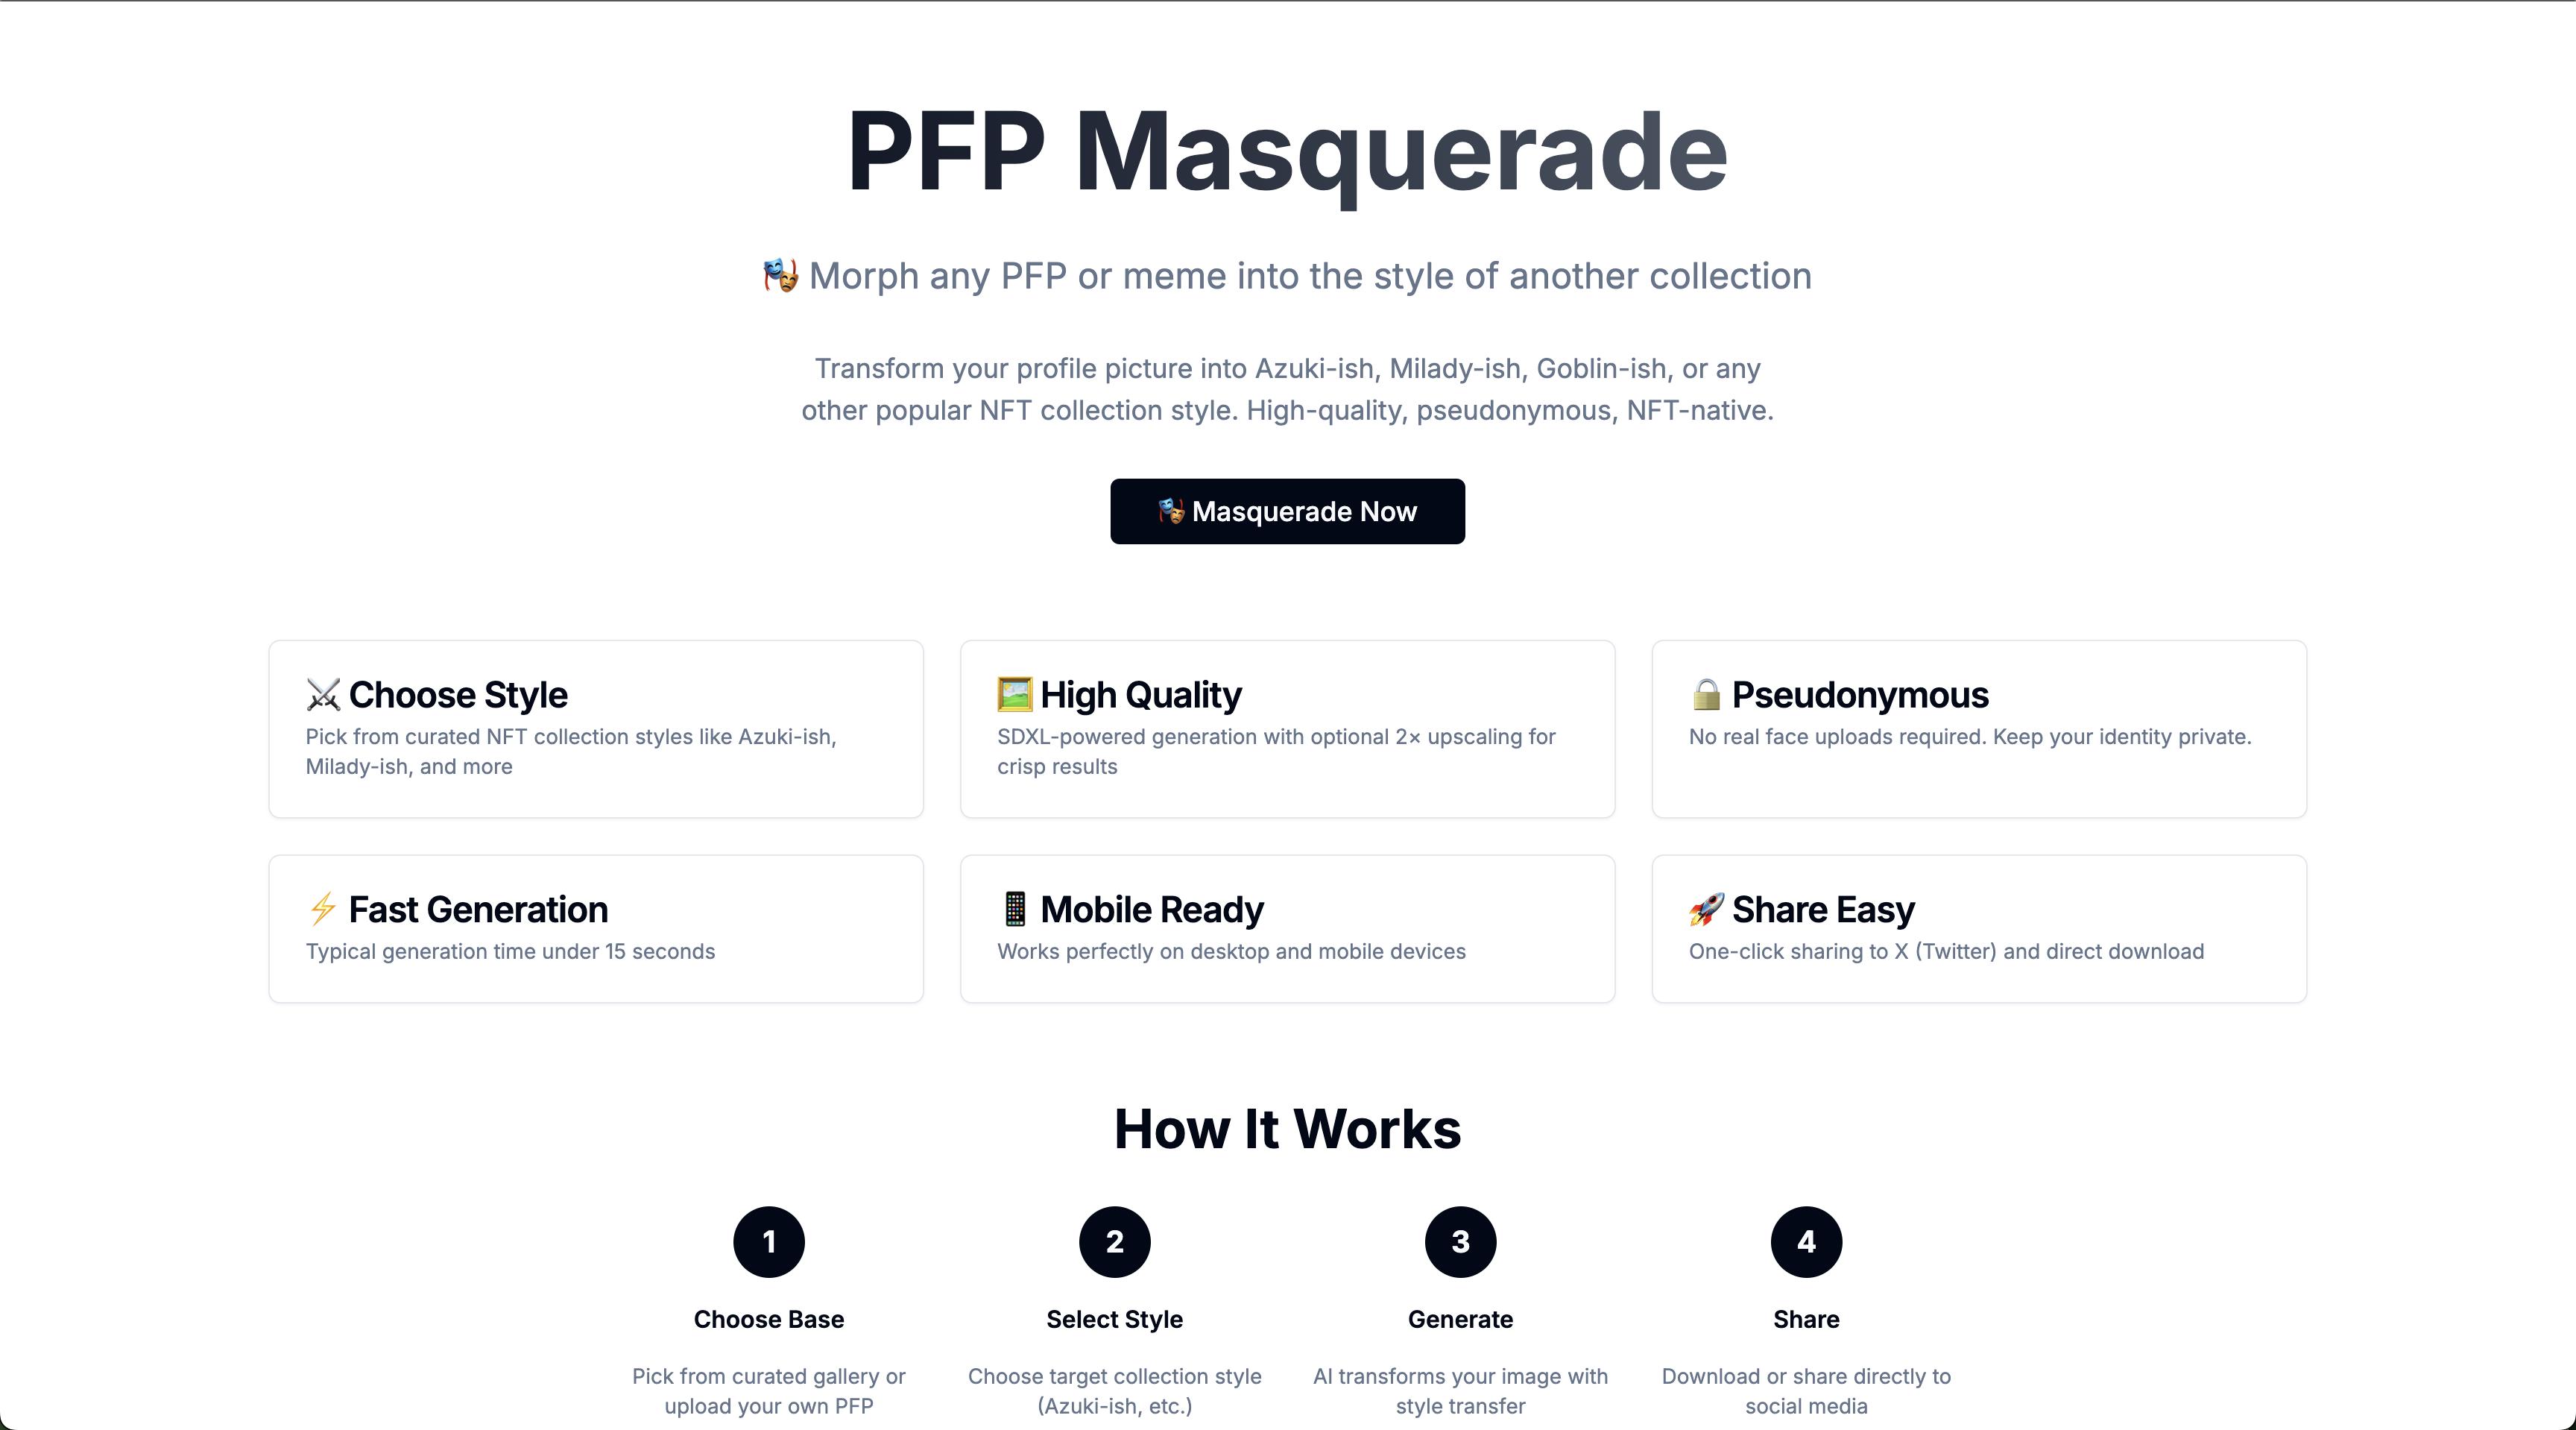 PFP Masquerade
🎭 Morph any PFP or meme into the style of another collection
Transform your profile picture into Azuki-ish, Milady-ish, Goblin-ish, or any
other popular NFT collection style. High-quality, pseudonymous, NFT-native.
🎭 Masquerade Now
⚔️ Choose Style
Pick from curated NFT collection styles like Azuki-ish,
Milady-ish, and more
🖼️ High Quality
SDXL-powered generation with optional 2× upscaling for
crisp results
🔒 Pseudonymous
No real face uploads required. Keep your identity private.
⚡ Fast Generation
Typical generation time under 15 seconds
📱 Mobile Ready
Works perfectly on desktop and mobile devices
🚀 Share Easy
One-click sharing to X (Twitter) and direct download
How It Works
1
Choose Base
Pick from curated gallery or
upload your own PFP
2
Select Style
Choose target collection style
(Azuki-ish, etc.)
3
Generate
AI transforms your image with
style transfer
4
Share
Download or share directly to
social media